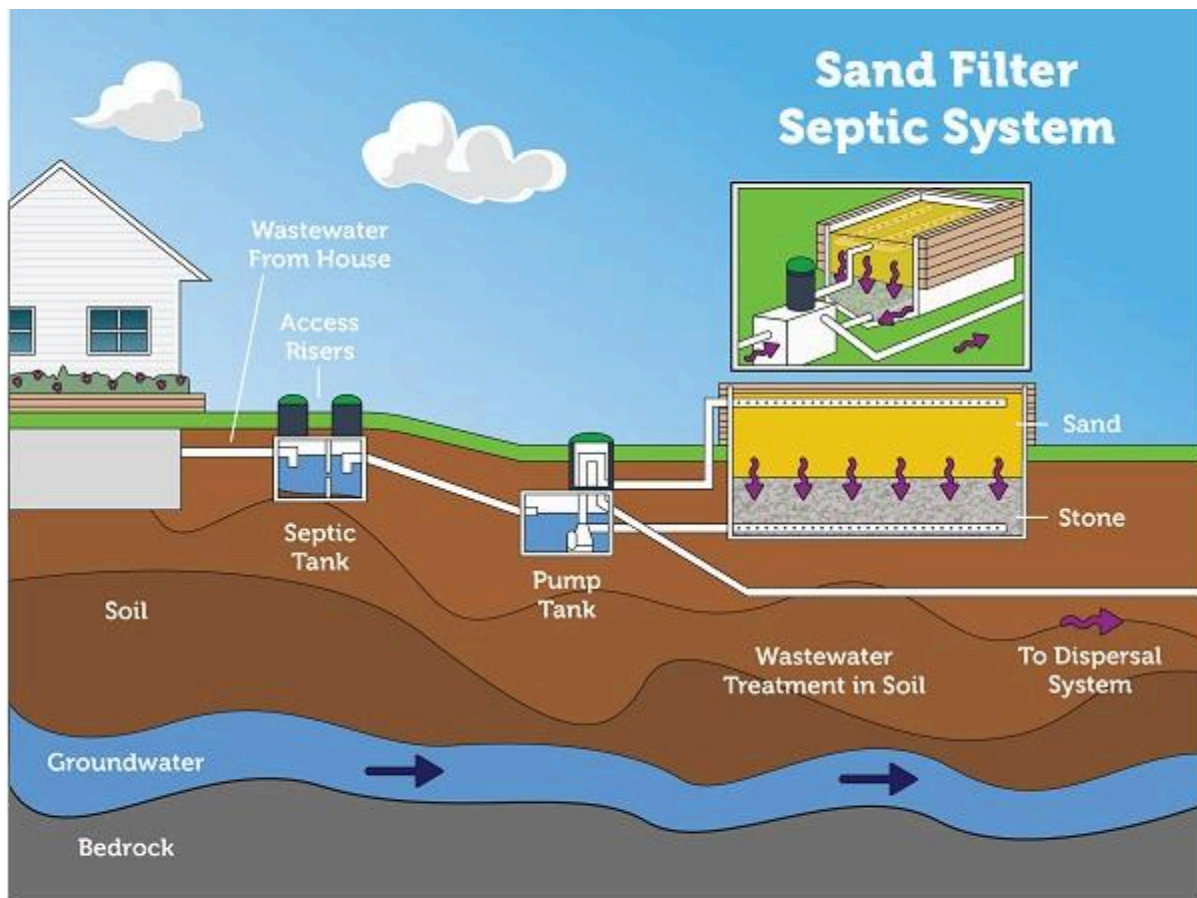 Sand Filter
Septic System
Wastewater
From House
Access
Risers
Sand
Stone
Septic
Tank
Pump
Tank
Soil
Wastewater
Treatment in Soil
To Dispersal
System
Groundwater
Bedrock